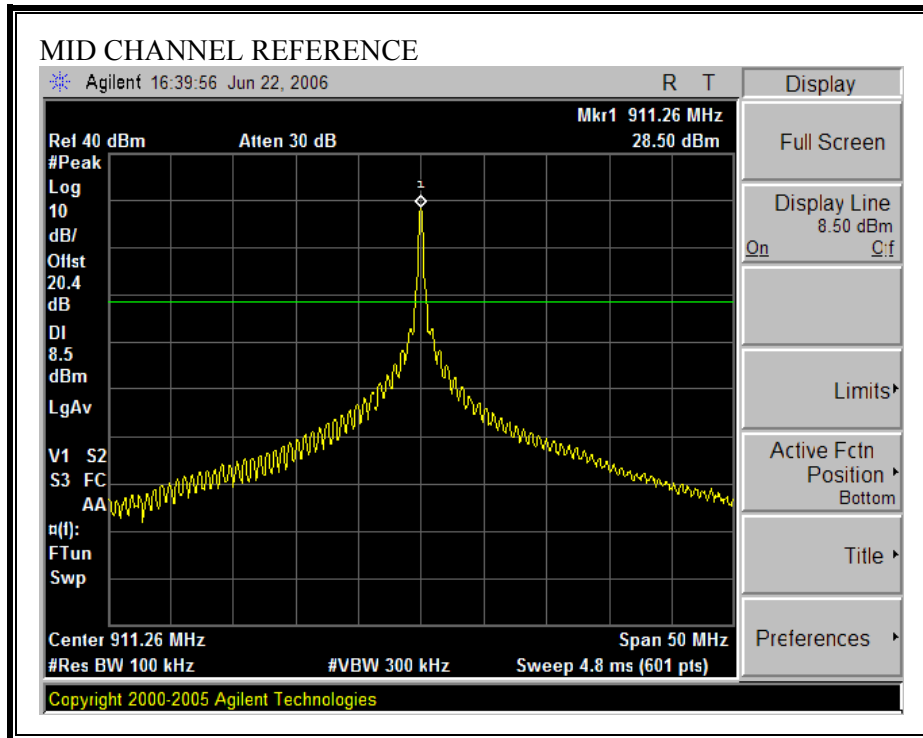 MID CHANNEL REFERENCE
Agilent 16:39:56 Jun 22, 2006
R T
Display
Mkr1 911.26 MHz
Ref 40 dBm
Atten 30 dB
28.50 dBm
#Peak
Log
10
dB/
Offst
20.4
dB
DI
8.5
dBm
LgAv
V1 S2
S3 FC
AA
¤(f):
FTun
Swp
1
Center 911.26 MHz
Span 50 MHz
#Res BW 100 kHz
#VBW 300 kHz
Sweep 4.8 ms (601 pts)
Copyright 2000-2005 Agilent Technologies
Full Screen
Display Line
8.50 dBm
On Off
Limits
Active Fctn
Position
Bottom
Title
Preferences